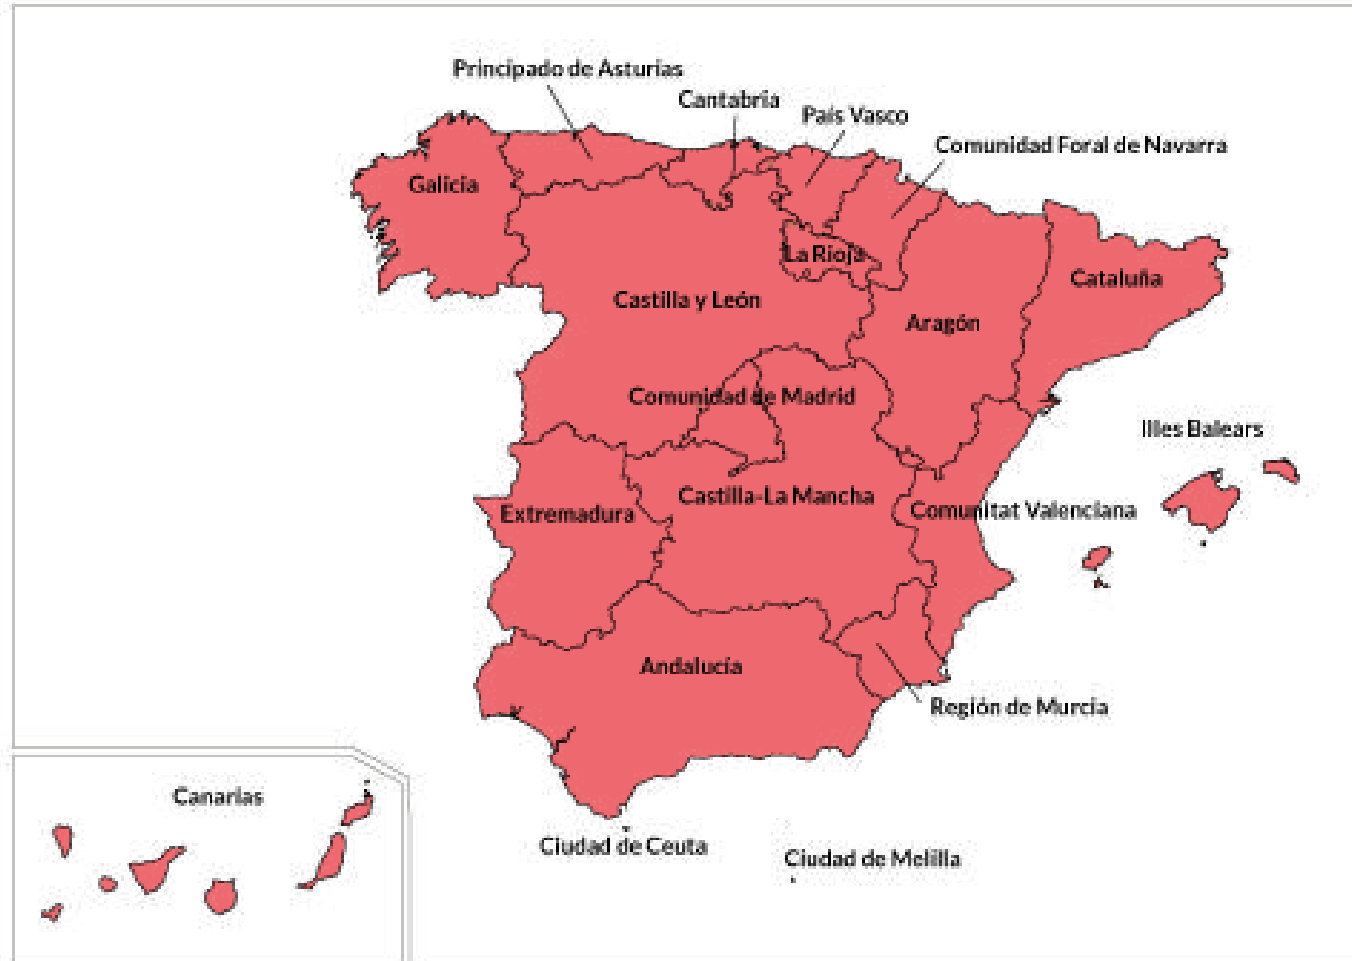 Principado de Asturias
Cantabria
País Vasco
Comunidad Foral de Navarra
Galicia
La Rioja
Cataluña
Castilla y León
Aragón
Comunidad de Madrid
Illes Balears
Castilla-La Mancha
Extremadura
Comunitat Valenciana
Andalucía
Región de Murcia
Canarias
Ciudad de Ceuta
Ciudad de Melilla